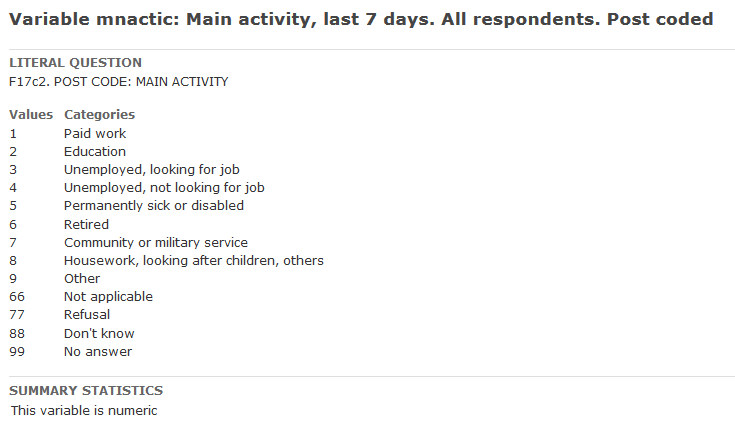 Variable mnactic: Main activity, last 7 days. All respondents. Post coded
LITERAL QUESTION
F17c2. POST CODE: MAIN ACTIVITY
Values Categories
1 Paid work
2 Education
3 Unemployed, looking for job
4 Unemployed, not looking for job
5 Permanently sick or disabled
6 Retired
7 Community or military service
8 Housework, looking after children, others
9 Other
66 Not applicable
77 Refusal
88 Don't know
99 No answer
SUMMARY STATISTICS
This variable is numeric